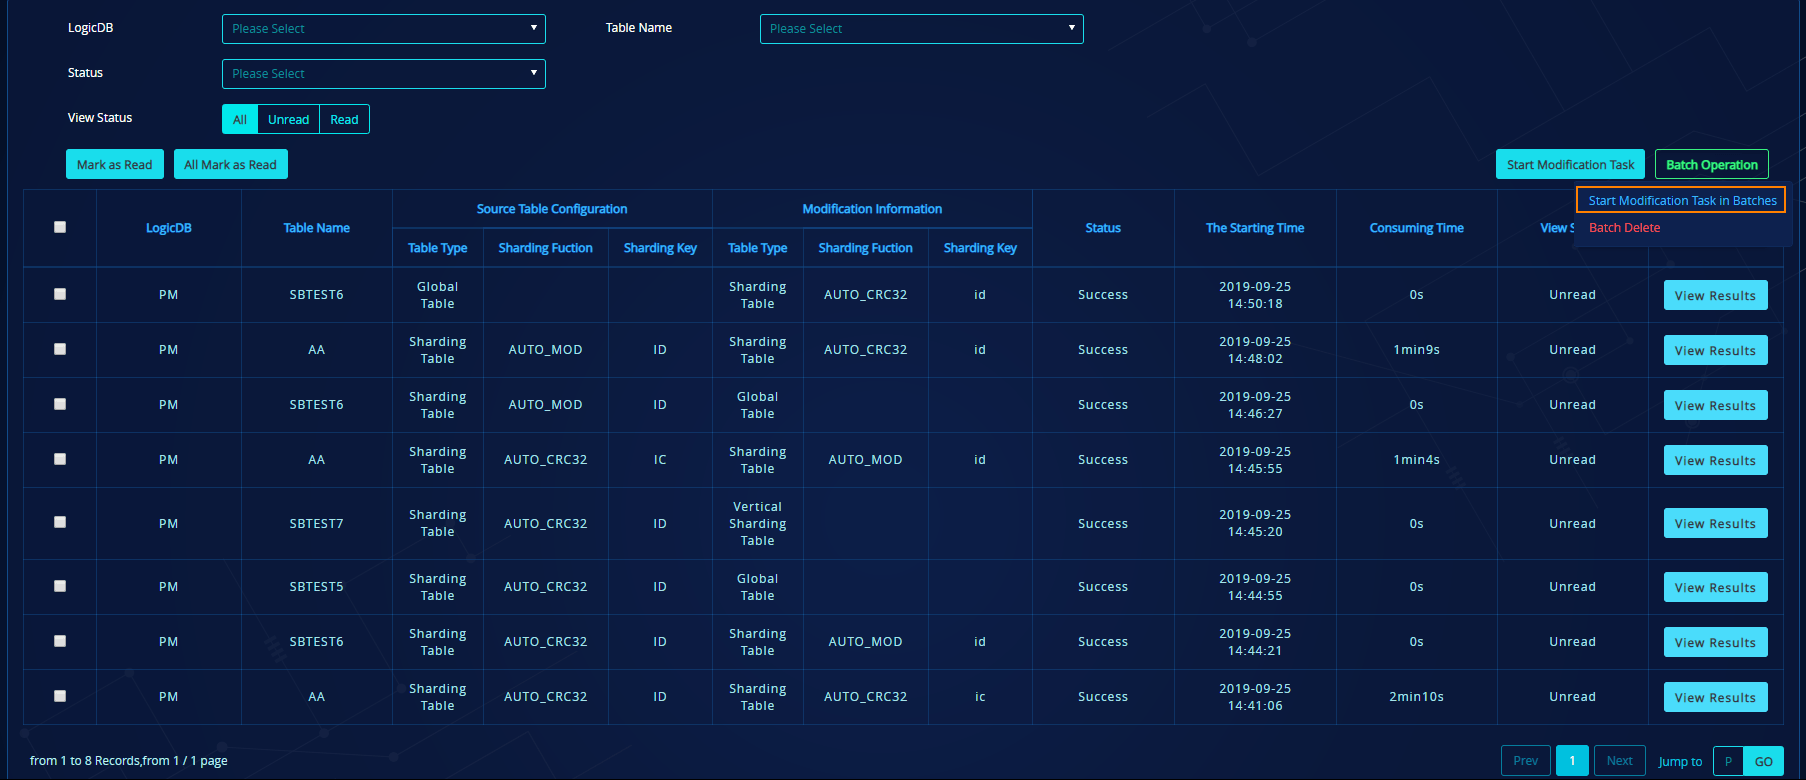 LogicDB Please Select Table Name Please Select
Status Please Select
View Status All Unread Read
Mark as Read All Mark as Read Start Modification Task Batch Operation
Start Modification Task in Batches
Batch Delete
LogicDB Table Name Source Table Configuration Modification Information Status The Starting Time Consuming Time View S
Table Type Sharding Fuction Sharding Key Table Type Sharding Fuction Sharding Key
PM SBTEST6 Global Table Sharding Table AUTO_CRC32 id Success 2019-09-25 14:50:18 0s Unread View Results
PM AA Sharding Table AUTO_MOD ID Sharding Table AUTO_CRC32 id Success 2019-09-25 14:48:02 1min9s Unread View Results
PM SBTEST6 Sharding Table AUTO_MOD ID Global Table Success 2019-09-25 14:46:27 0s Unread View Results
PM AA Sharding Table AUTO_CRC32 IC Sharding Table AUTO_MOD id Success 2019-09-25 14:45:55 1min4s Unread View Results
PM SBTEST7 Sharding Table AUTO_CRC32 ID Vertical Sharding Table Success 2019-09-25 14:45:20 0s Unread View Results
PM SBTEST5 Sharding Table AUTO_CRC32 ID Global Table Success 2019-09-25 14:44:55 0s Unread View Results
PM SBTEST6 Sharding Table AUTO_CRC32 ID Sharding Table AUTO_MOD id Success 2019-09-25 14:44:21 0s Unread View Results
PM AA Sharding Table AUTO_CRC32 ID Sharding Table AUTO_CRC32 ic Success 2019-09-25 14:41:06 2min10s Unread View Results
from 1 to 8 Records,from 1 / 1 page Prev 1 Next Jump to P GO